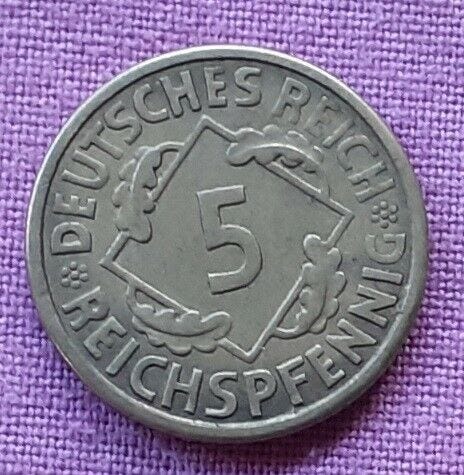 DEUTSCHES REICH
5
REICHSPFENNIG